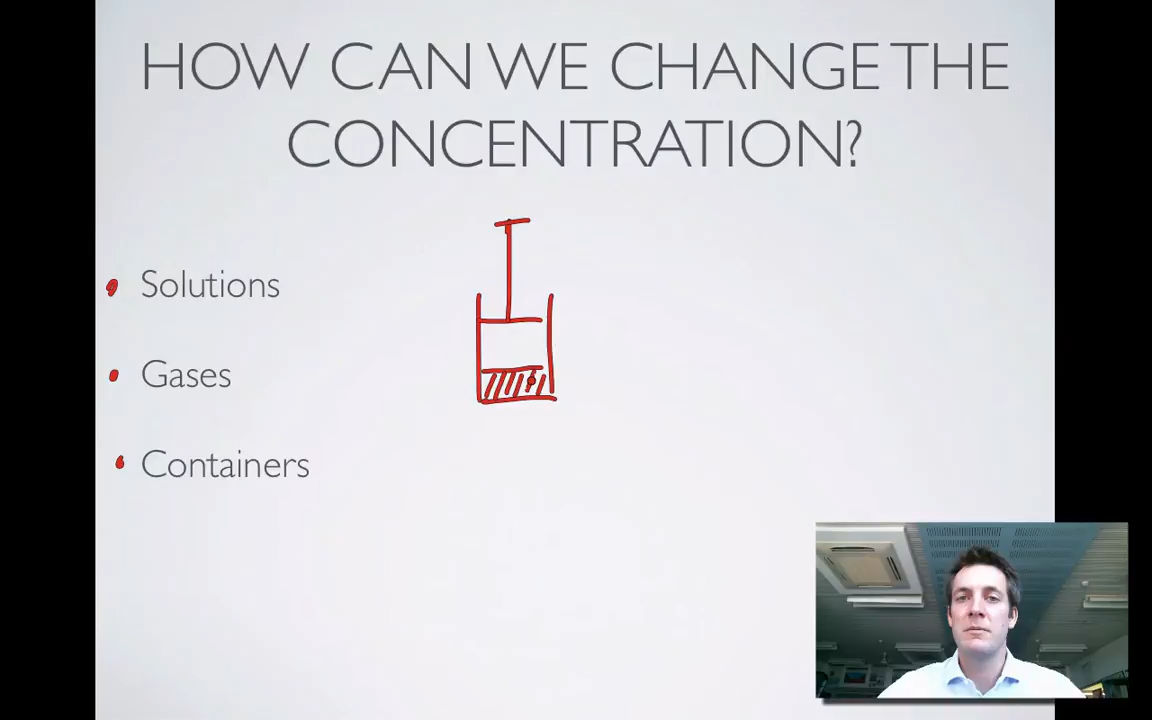 HOW CAN WE CHANGE THE
CONCENTRATION?
Solutions
Gases
Containers